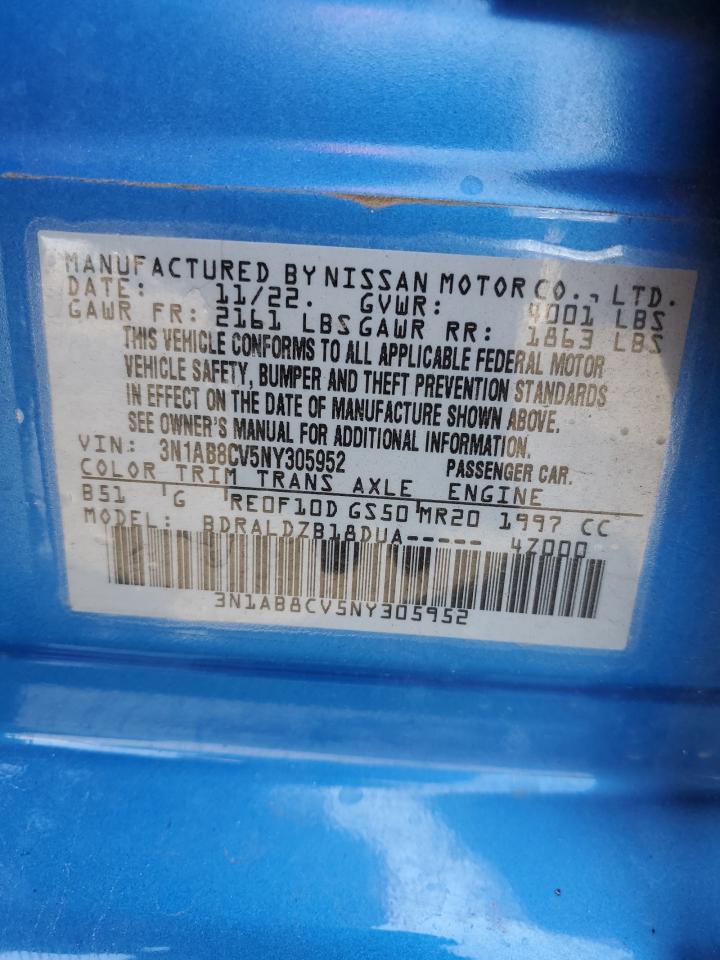 MANUFACTURED BY NISSAN MOTOR CO., LTD.
DATE: 11/22. GVWR: 4001 LBS
GAWR FR: 2161 LBS GAWR RR: 1863 LBS
THIS VEHICLE CONFORMS TO ALL APPLICABLE FEDERAL MOTOR
VEHICLE SAFETY, BUMPER AND THEFT PREVENTION STANDARDS
IN EFFECT ON THE DATE OF MANUFACTURE SHOWN ABOVE.
SEE OWNER'S MANUAL FOR ADDITIONAL INFORMATION.
VIN: 3N1AB8CV5NY305952 PASSENGER CAR.
COLOR TRIM TRANS AXLE ENGINE
B51 G RE0F10D GS50 MR20 1997 CC
MODEL: BDRALDZB18DUA----- 4Z000
3N1AB8CV5NY305952